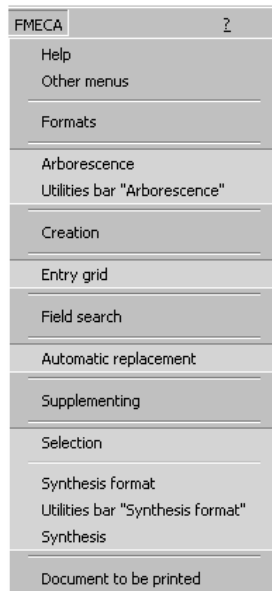 FMECA ?
Help
Other menus
Formats
Arborescence
Utilities bar "Arborescence"
Creation
Entry grid
Field search
Automatic replacement
Supplementing
Selection
Synthesis format
Utilities bar "Synthesis format"
Synthesis
Document to be printed